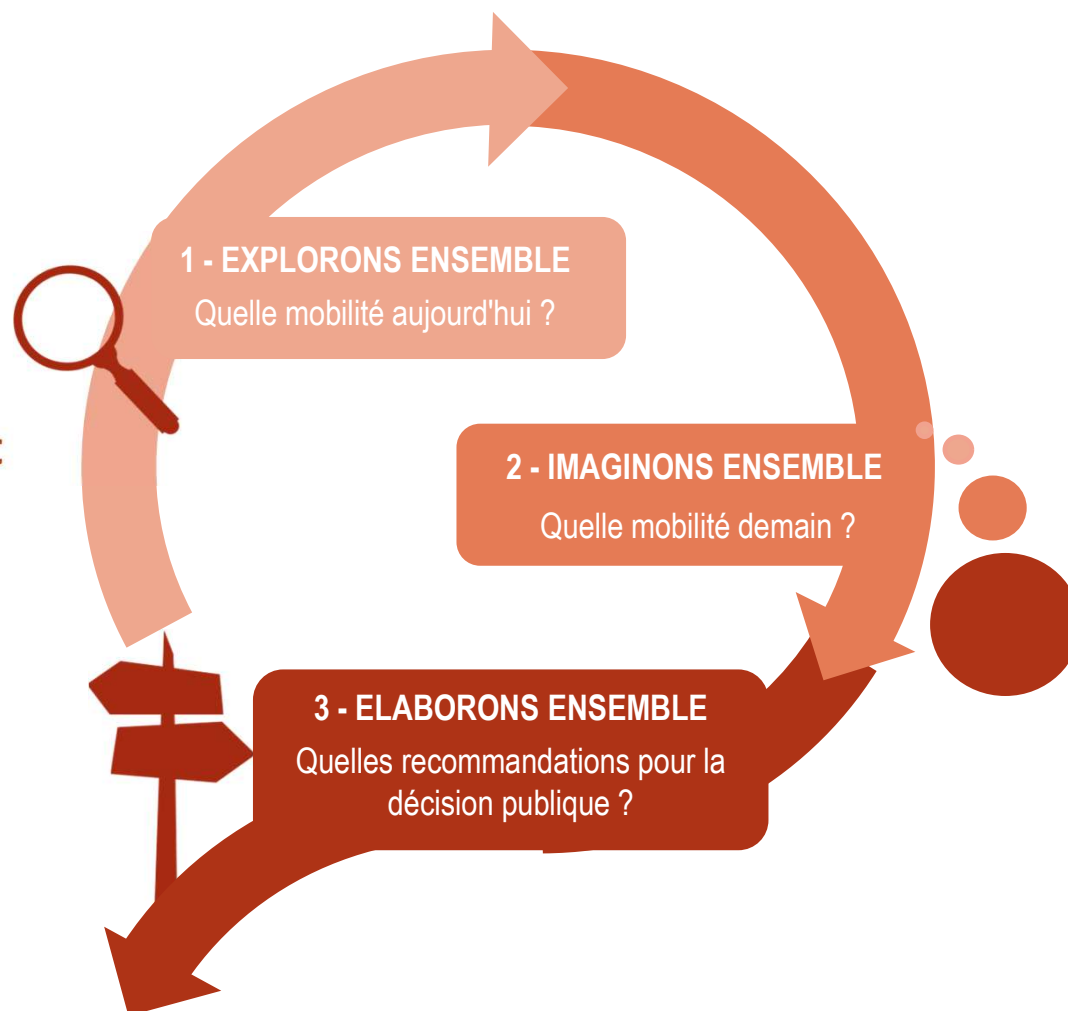 1 - EXPLORONS ENSEMBLE
Quelle mobilité aujourd'hui ?
2 - IMAGINONS ENSEMBLE
Quelle mobilité demain ?
3 - ELABORONS ENSEMBLE
Quelles recommandations pour la
décision publique ?